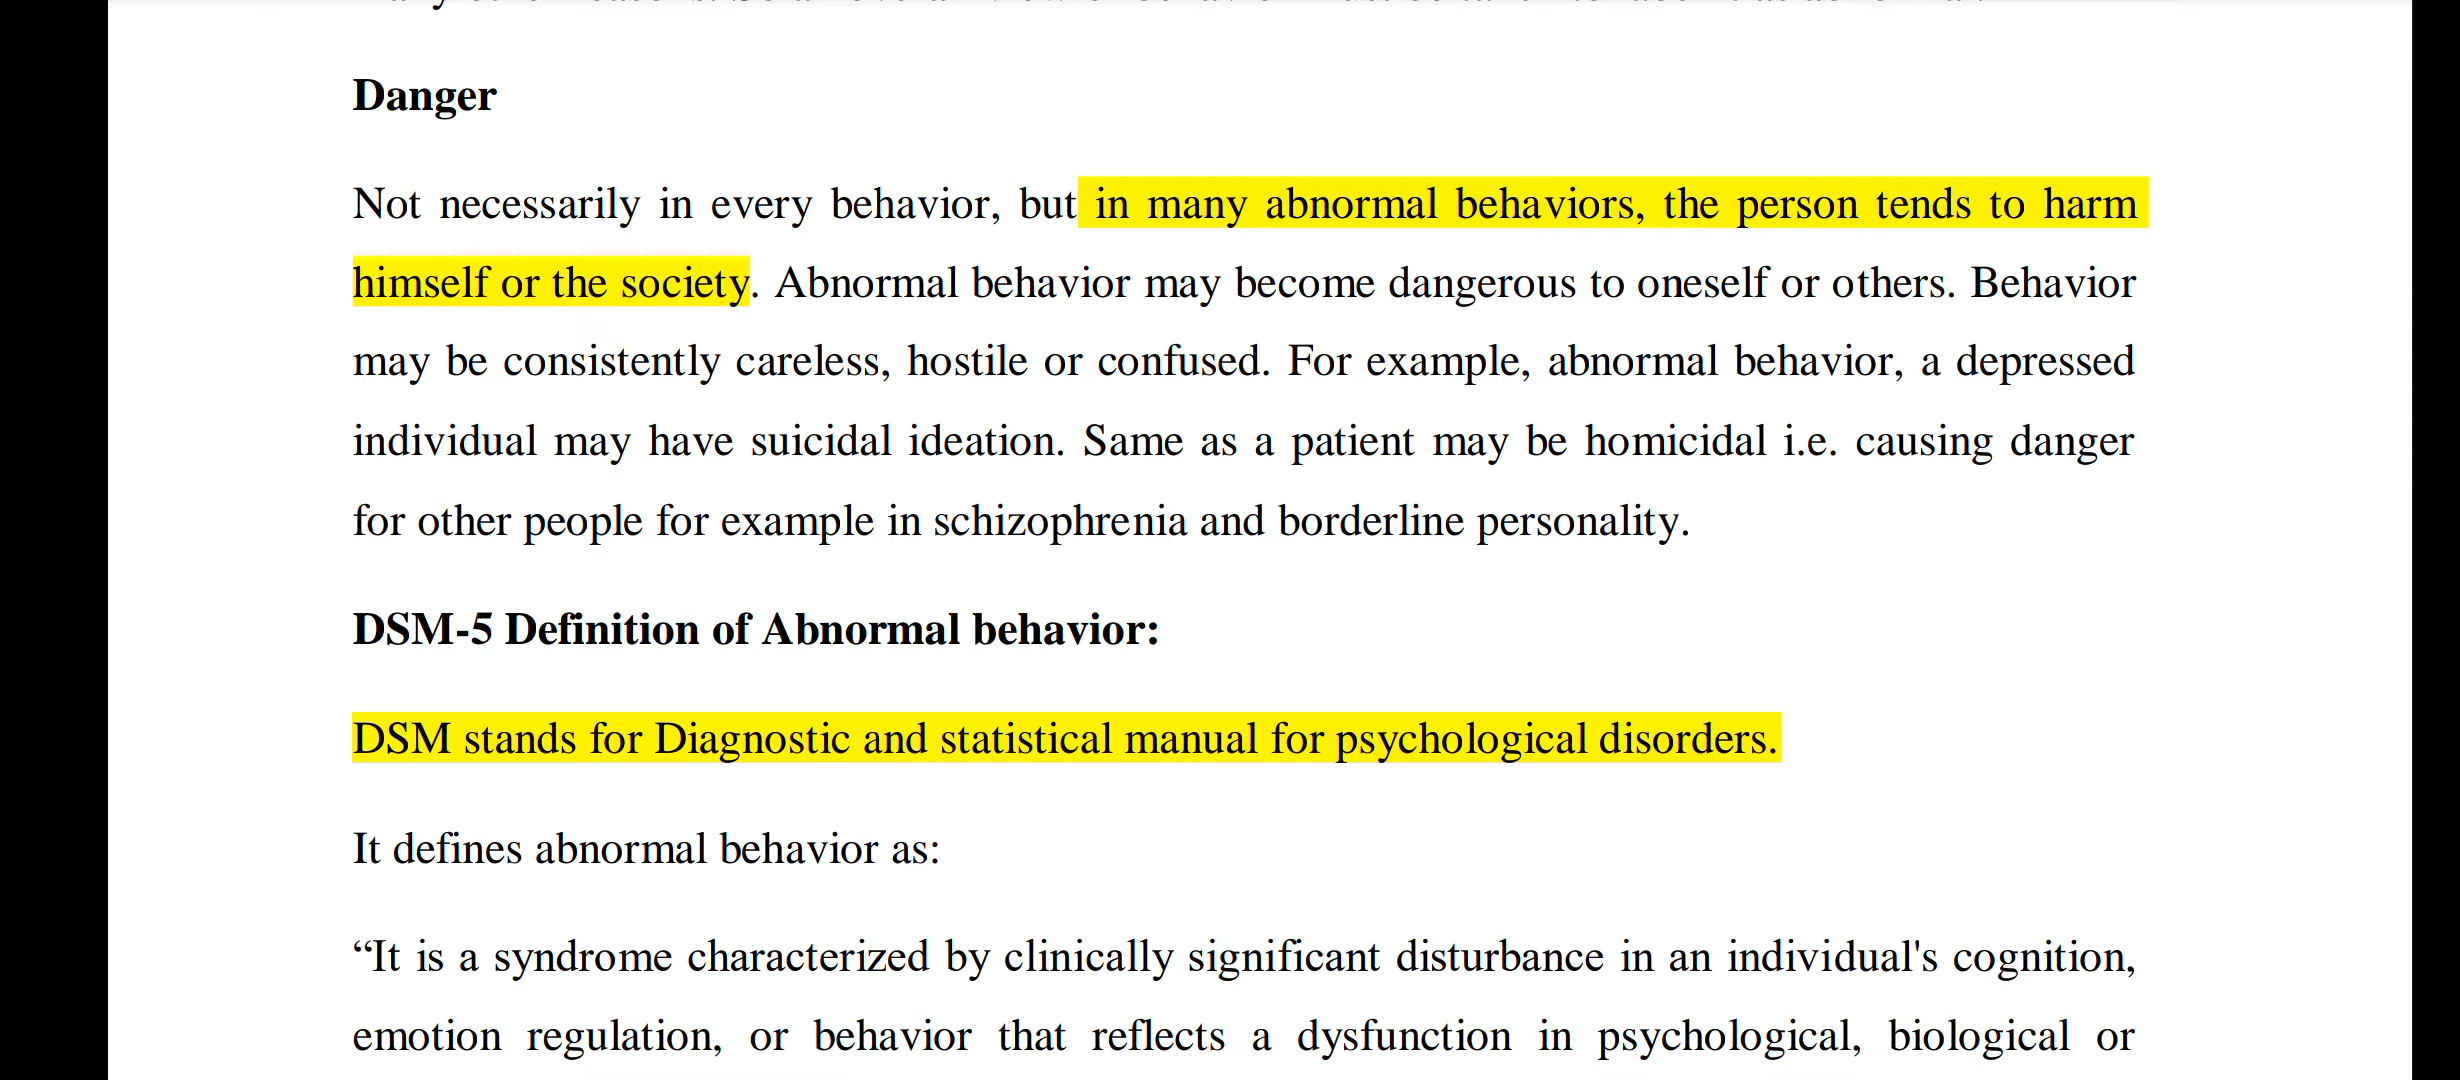 Danger
Not necessarily in every behavior, but in many abnormal behaviors, the person tends to harm
himself or the society. Abnormal behavior may become dangerous to oneself or others. Behavior
may be consistently careless, hostile or confused. For example, abnormal behavior, a depressed
individual may have suicidal ideation. Same as a patient may be homicidal i.e. causing danger
for other people for example in schizophrenia and borderline personality.
DSM-5 Definition of Abnormal behavior:
DSM stands for Diagnostic and statistical manual for psychological disorders.
It defines abnormal behavior as:
“It is a syndrome characterized by clinically significant disturbance in an individual's cognition,
emotion regulation, or behavior that reflects a dysfunction in psychological, biological or